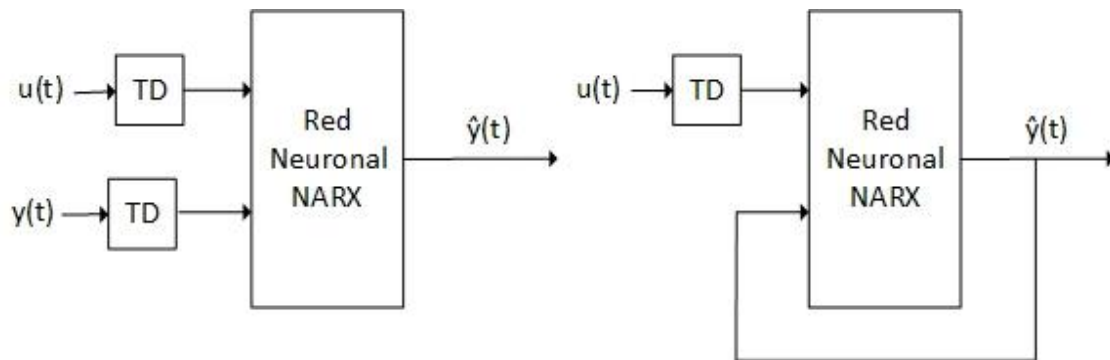 u(t)
TD
y(t)
TD
Red
Neuronal
NARX
ŷ(t)
u(t)
TD
Red
Neuronal
NARX
ŷ(t)